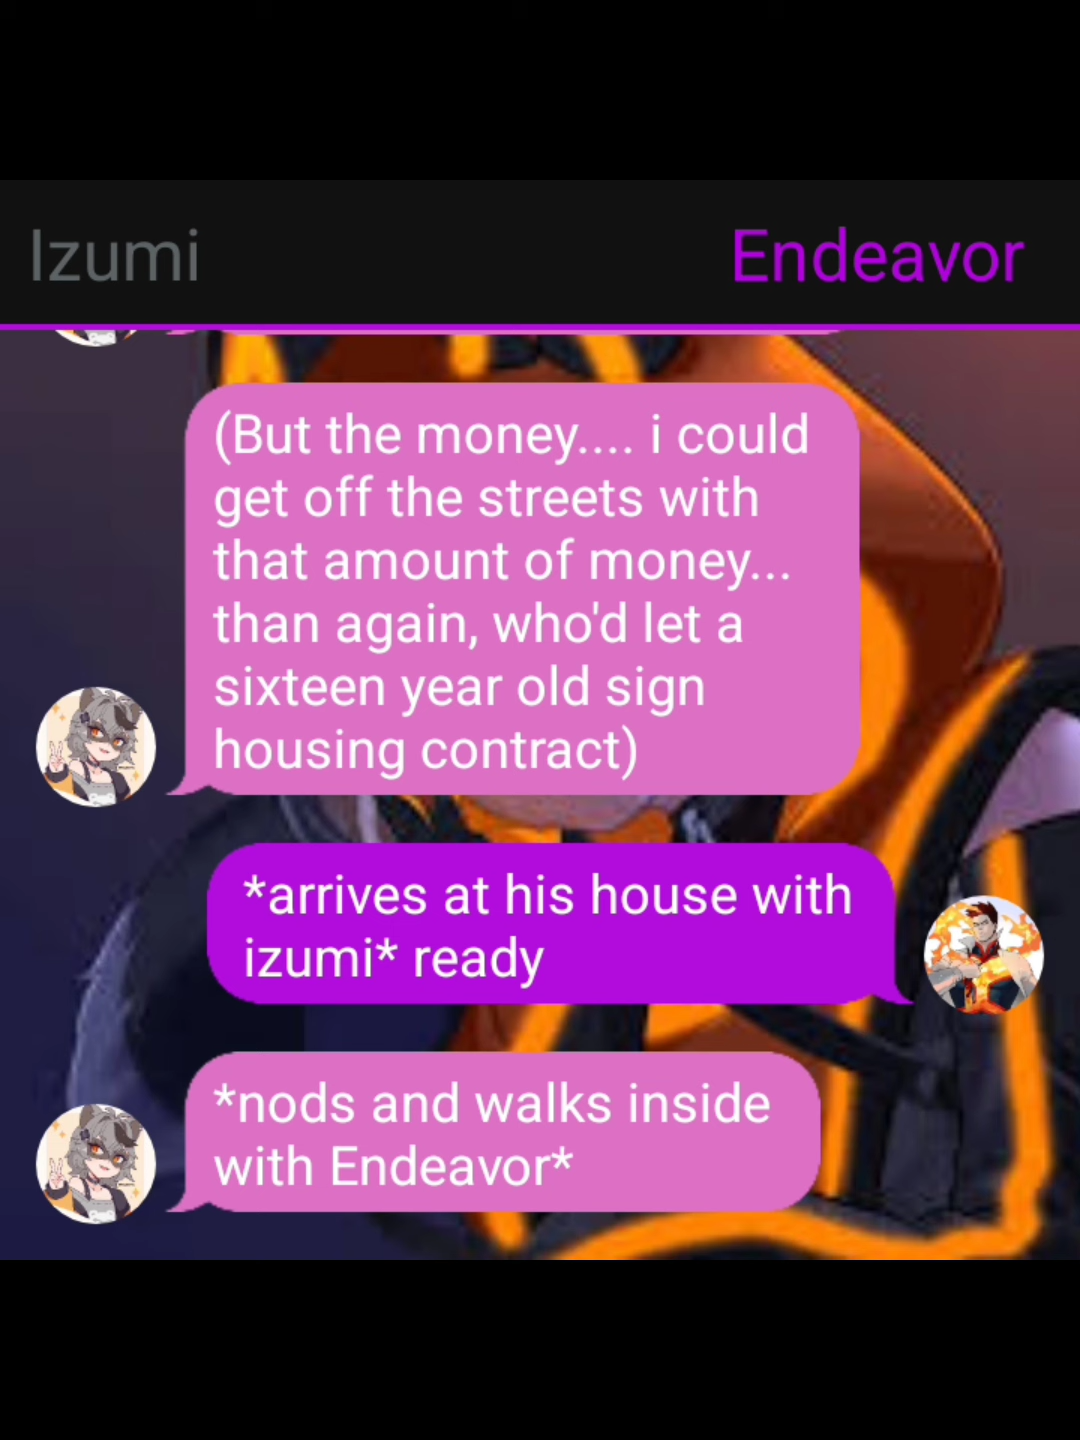 Izumi
Endeavor
(But the money.... i could
get off the streets with
that amount of money...
than again, who'd let a
sixteen year old sign
housing contract)
*arrives at his house with
izumi* ready
*nods and walks inside
with Endeavor*